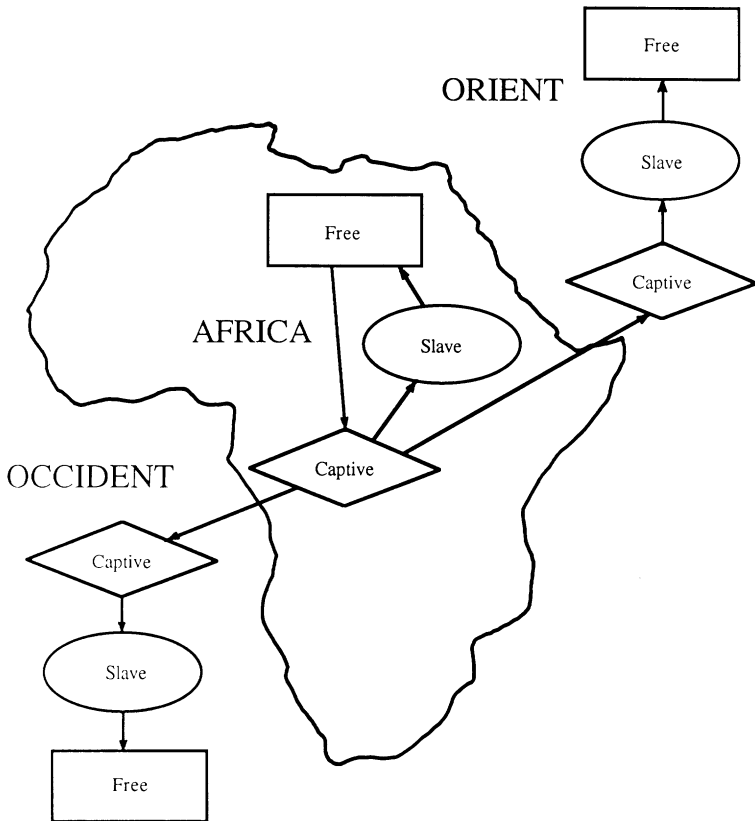 Free
ORIENT
Slave
Free
Captive
AFRICA
Slave
Captive
OCCIDENT
Captive
Slave
Free